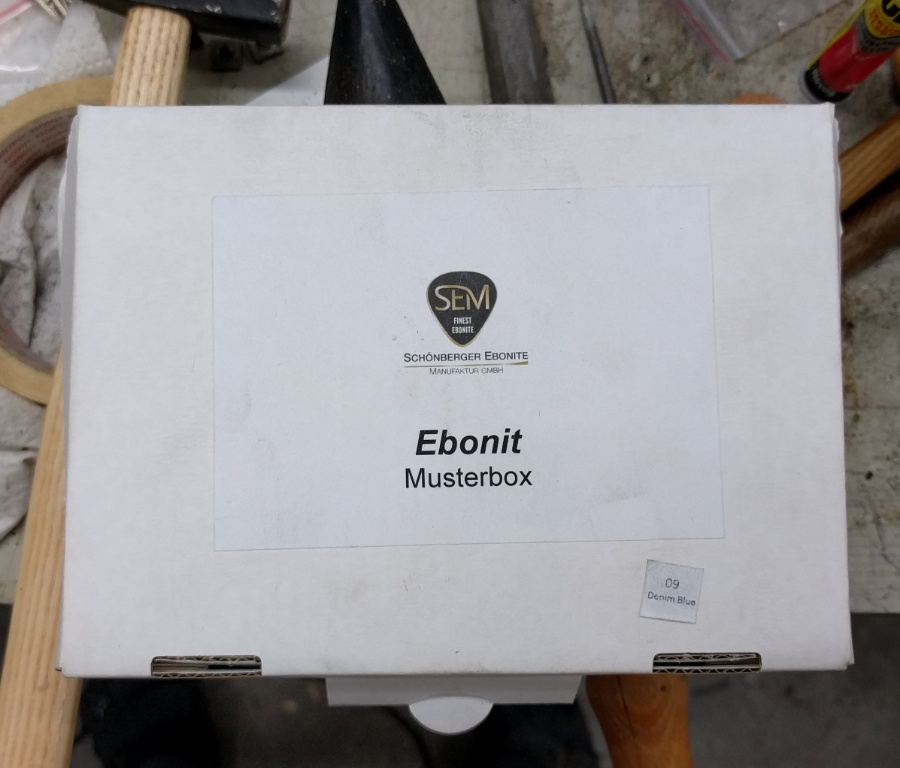 SEM
FINEST
EBONITE
SCHÖNBERGER EBONITE
MANUFAKTUR GMBH
Ebonit
Musterbox
09
Denim Blue